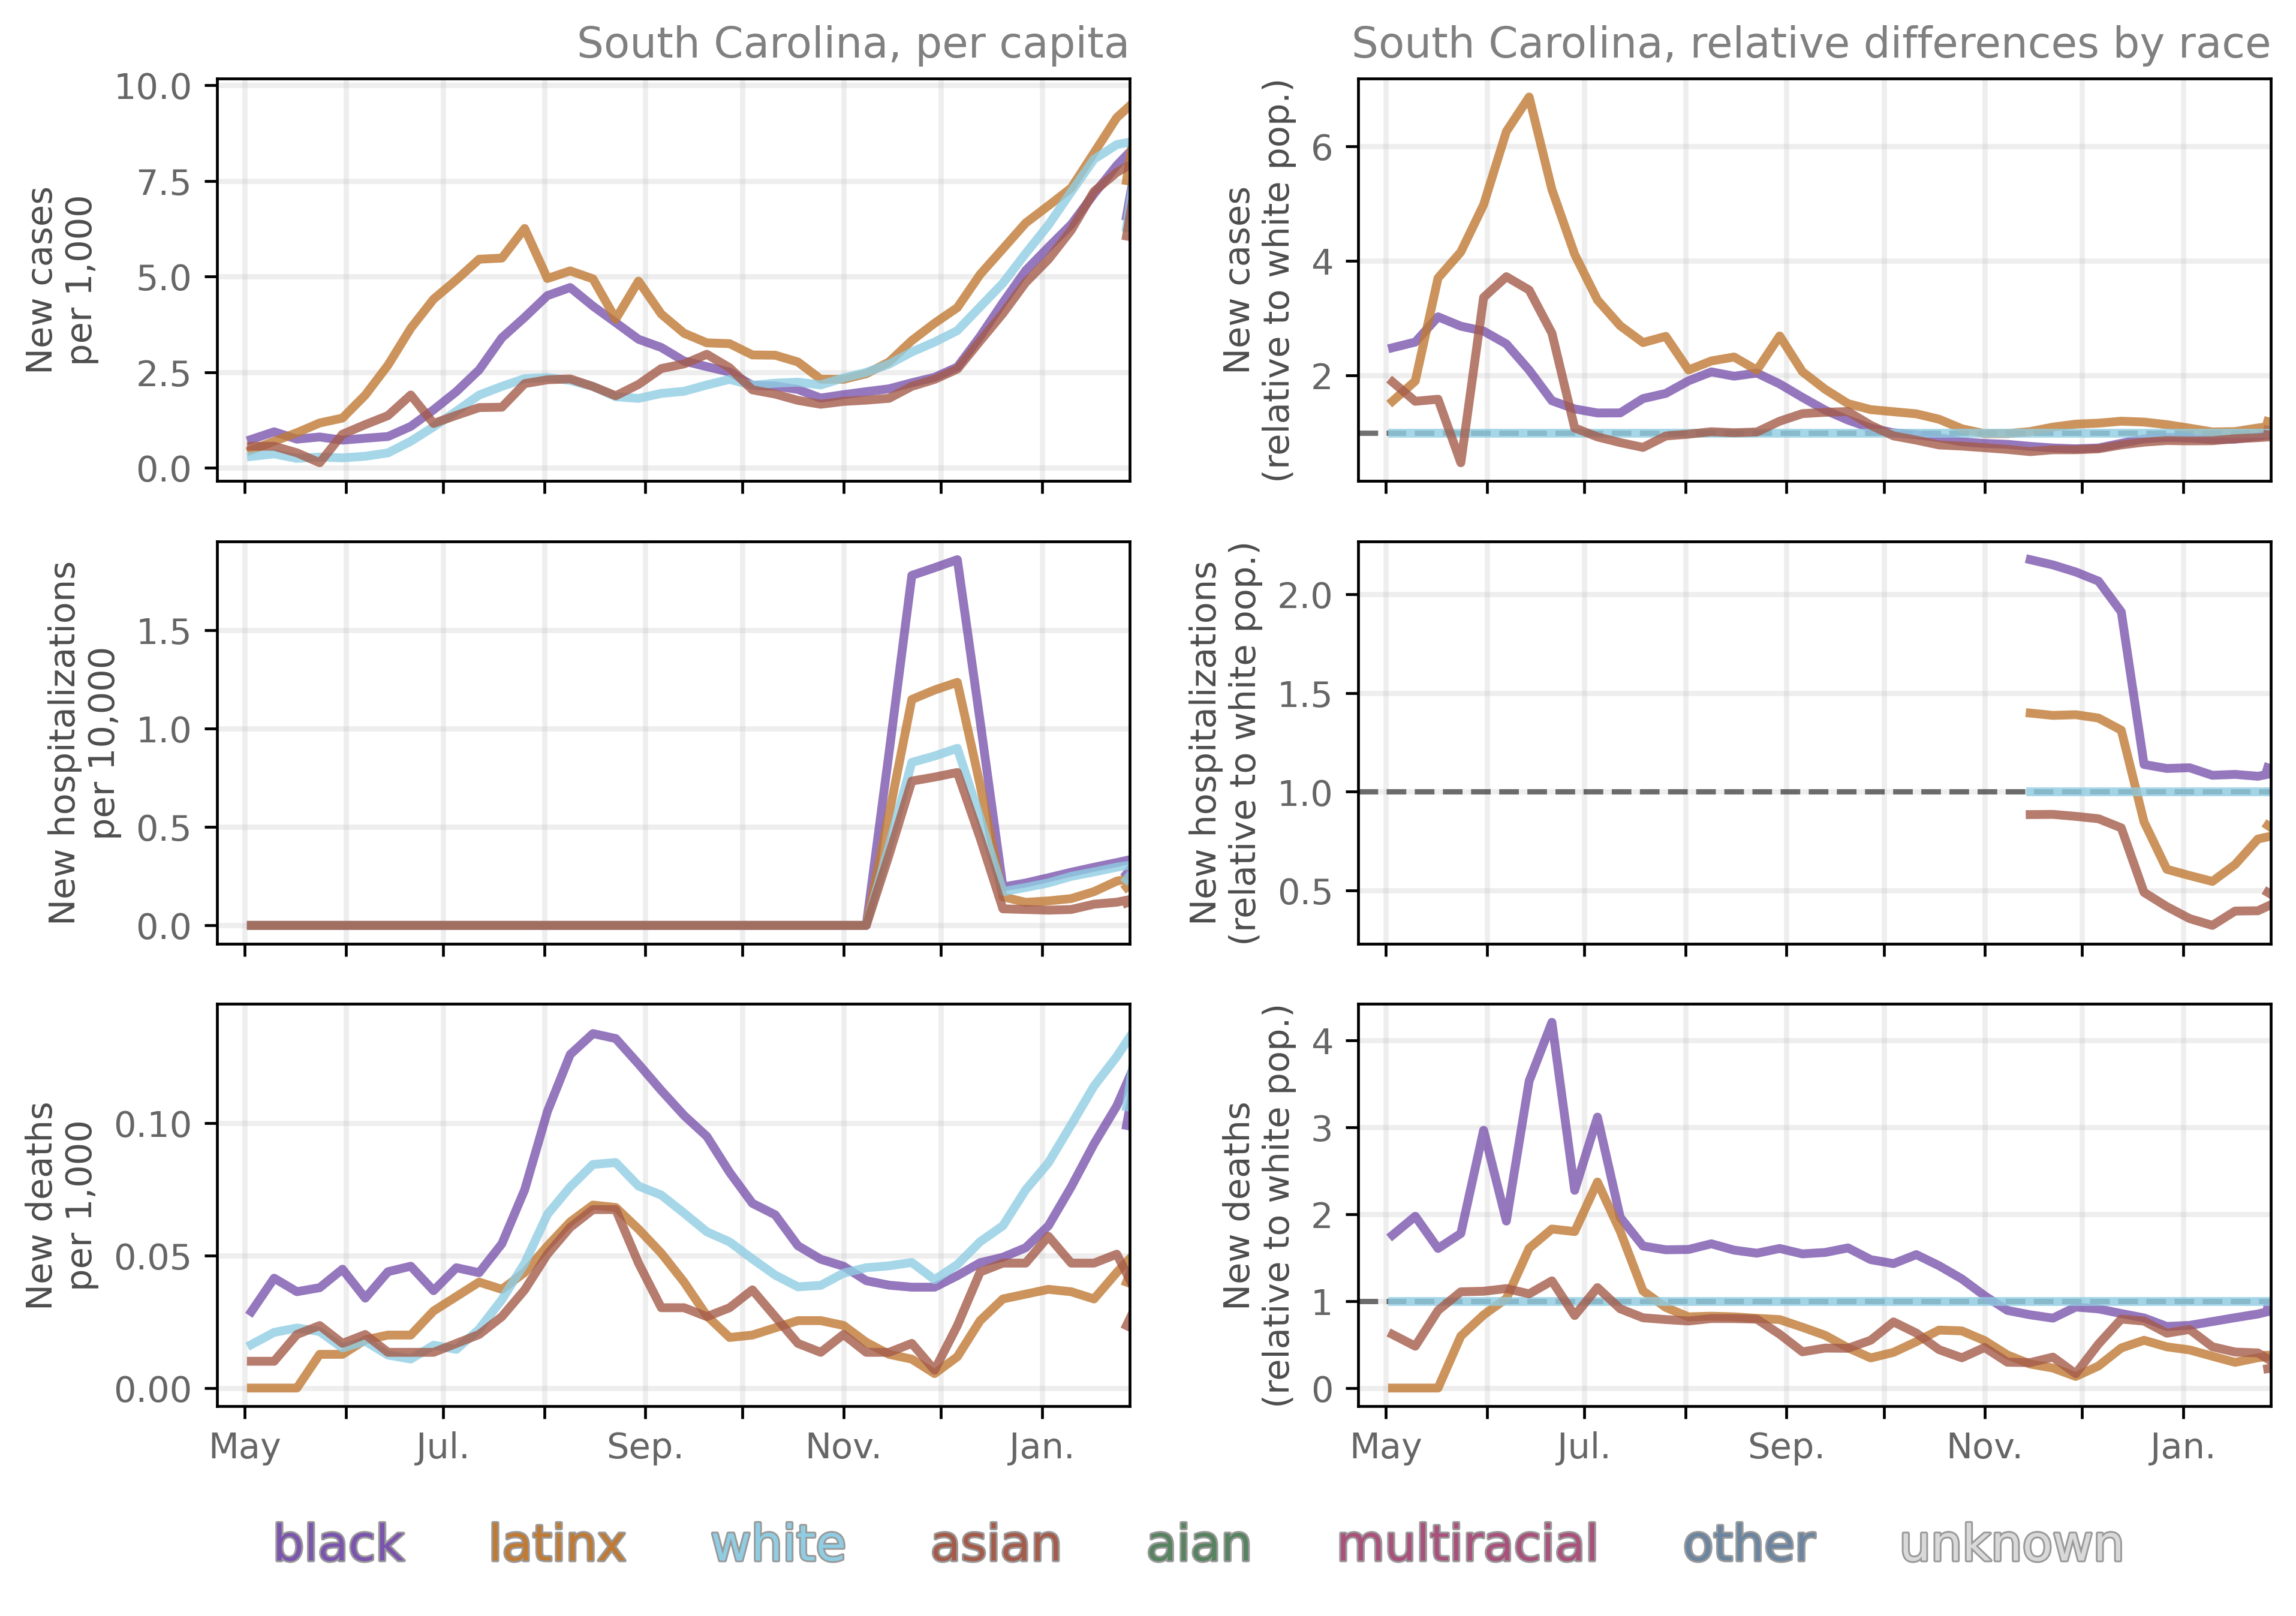 South Carolina, per capita
South Carolina, relative differences by race
New cases
per 1,000
10.0
7.5
5.0
2.5
0.0
New cases
(relative to white pop.)
6
4
2
New hospitalizations
per 10,000
1.5
1.0
0.5
0.0
New hospitalizations
(relative to white pop.)
2.0
1.5
1.0
0.5
New deaths
per 1,000
0.10
0.05
0.00
May Jul. Sep. Nov. Jan.
New deaths
(relative to white pop.)
4
3
2
1
0
May Jul. Sep. Nov. Jan.
black latinx white asian aian multiracial other unknown